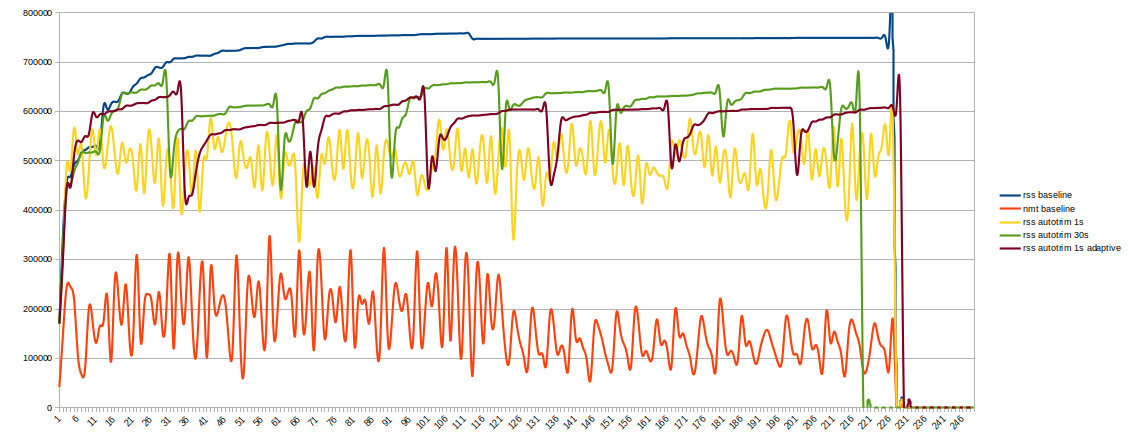 800000
700000
600000
500000
400000
300000
200000
100000
0
1 6 11 16 21 26 31 36 41 46 51 56 61 66 71 76 81 86 91 96 101 106 111 116 121 126 131 136 141 146 151 156 161 166 171 176 181 186 191 196 201 206 211 216 221 226 231 236 241 246
rss baseline
nmt baseline
rss autotrim 1s
rss autotrim 30s
rss autotrim 1s adaptive